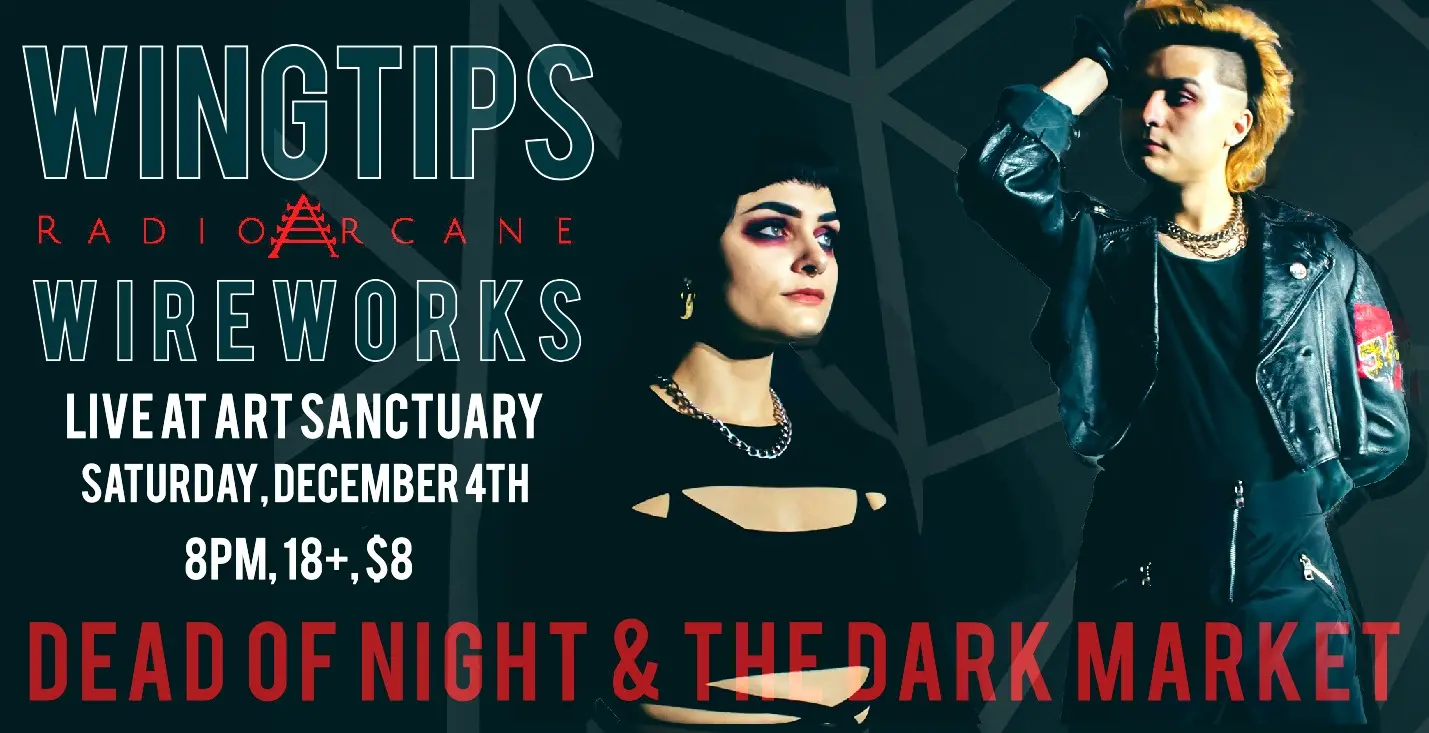 WINGTIPS
RADIO ARCANE
WIREWORKS
LIVE AT ART SANCTUARY
SATURDAY, DECEMBER 4TH
8PM, 18+, $8
DEAD OF NIGHT & THE DARK MARKET